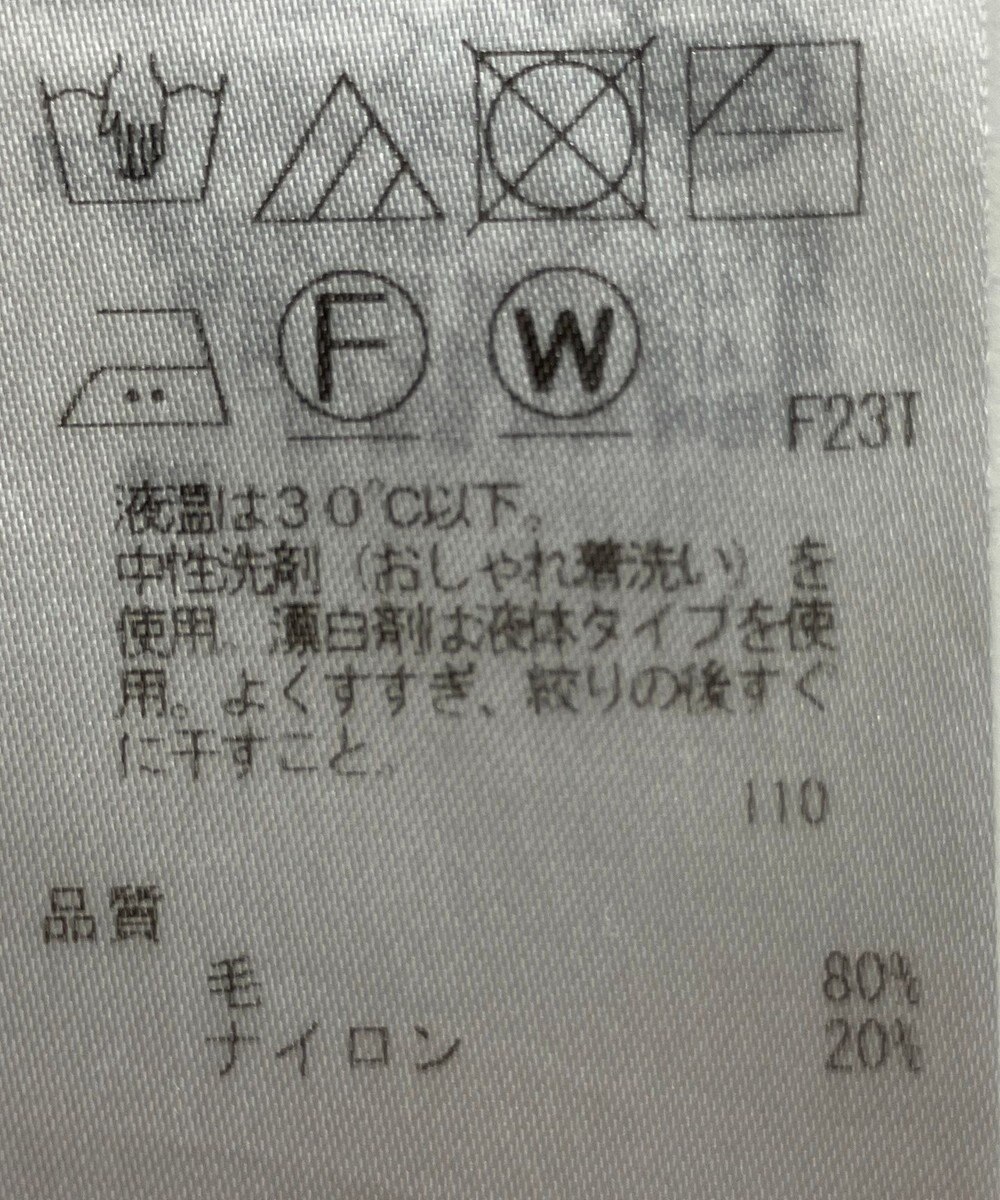 F W
F23T
液温は30℃以下。
中性洗剤（おしゃれ着洗い）を
使用。漂白剤は液体タイプを使
用。よくすすぎ、絞りの後すぐ
に干すこと。
110
品質
毛 80%
ナイロン 20%